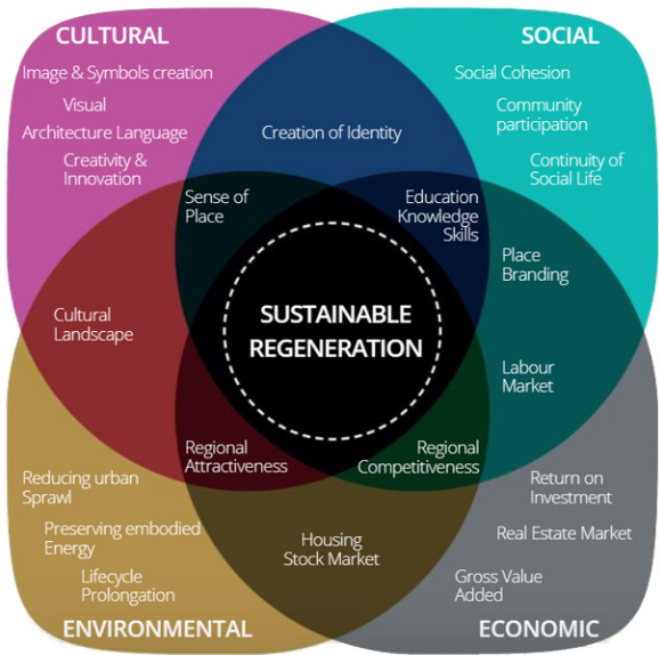 CULTURAL
SOCIAL
Image & Symbols creation
Social Cohesion
Visual
Community
participation
Architecture Language
Creation of Identity
Creativity &
Innovation
Continuity of
Social Life
Sense of
Place
Education
Knowledge
Skills
Place
Branding
Cultural
Landscape
SUSTAINABLE
REGENERATION
Labour
Market
Regional
Attractiveness
Regional
Competitiveness
Reducing urban
Sprawl
Return on
Investment
Preserving embodied
Energy
Housing
Stock Market
Real Estate Market
Lifecycle
Prolongation
Gross Value
Added
ENVIRONMENTAL
ECONOMIC